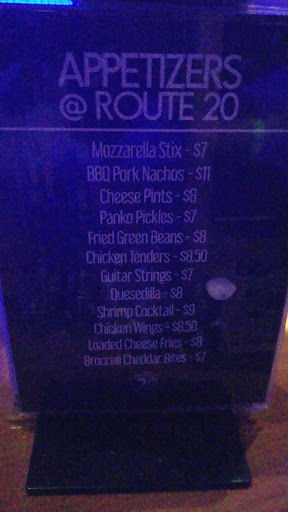 APPETIZERS
@ ROUTE 20
Mozzarella Stix - $7
BBQ Pork Nachos - $11
Cheese Pints - $8
Panko Pickles - $7
Fried Green Beans - $8
Chicken Tenders - $8.50
Guitar Strings - $7
Quesedilla - $8
Shrimp Cocktail - $9
Chicken Wings - $8.50
Loaded Cheese Fries - $8
Broccoli Cheddar Bites - $7